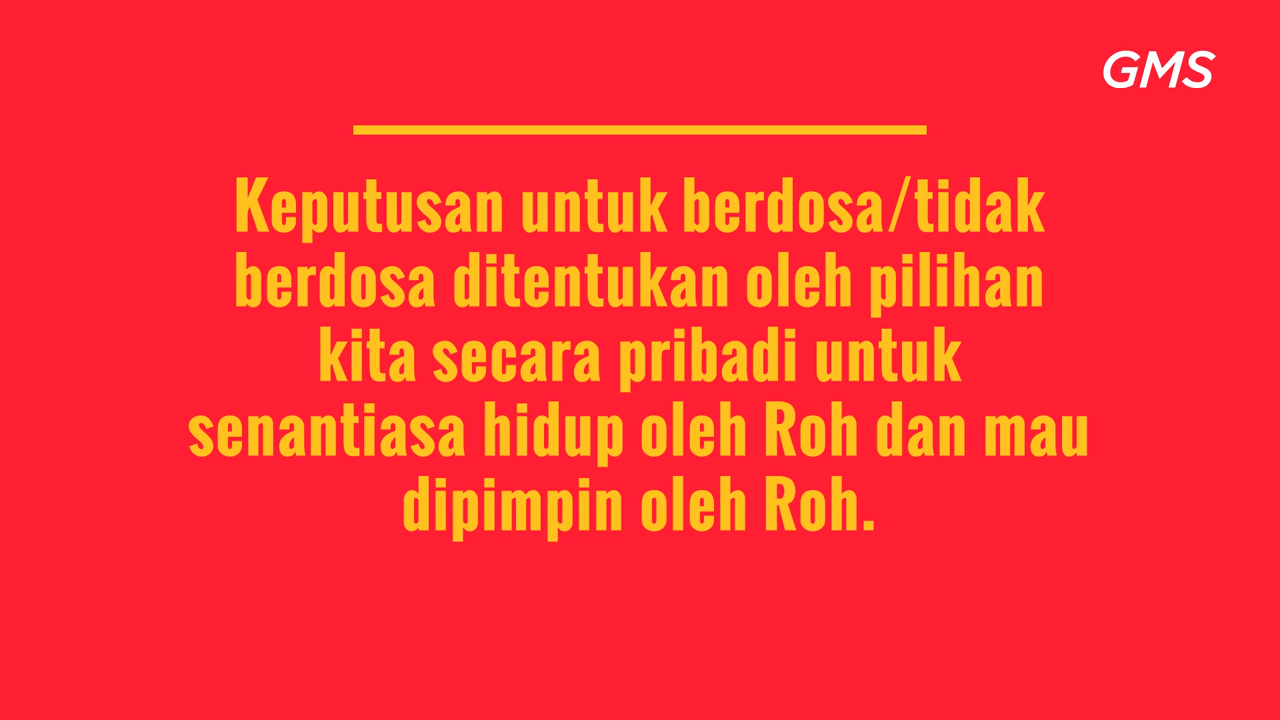 GMS
Keputusan untuk berdosa/tidak
berdosa ditentukan oleh pilihan
kita secara pribadi untuk
senantiasa hidup oleh Roh dan mau
dipimpin oleh Roh.